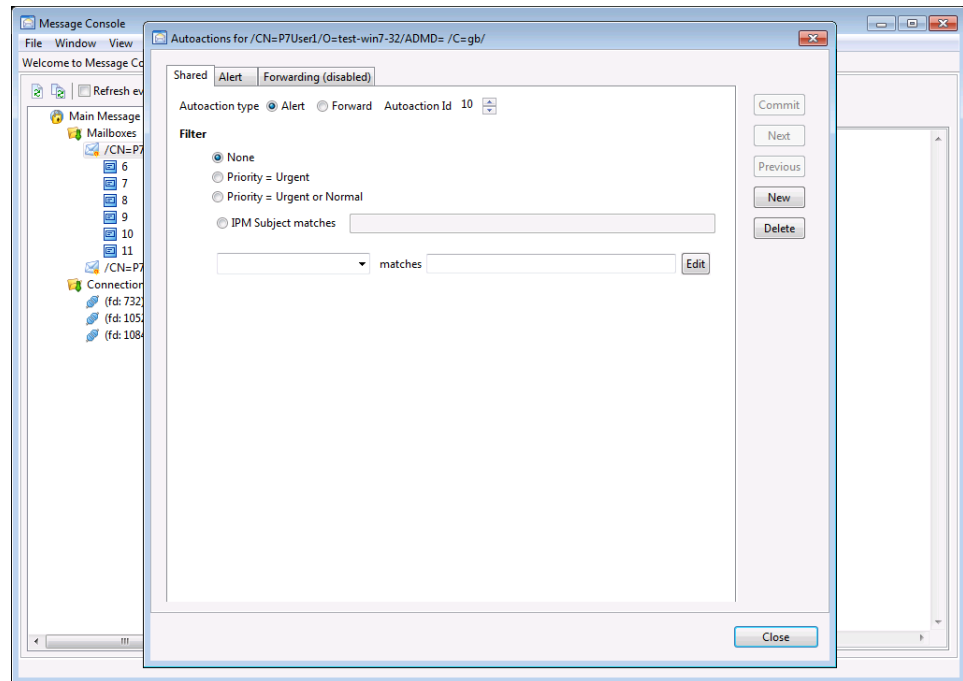 Message Console
File Window View
Welcome to Message Co
Refresh ev
Main Message
Mailboxes
/CN=P7
6
7
8
9
10
11
/CN=P7
Connection
(fd: 732)
(fd: 1052
(fd: 1084
Autoactions for /CN=P7User1/O=test-win7-32/ADMD= /C=gb/
Shared Alert Forwarding (disabled)
Autoaction type Alert Forward Autoaction Id 10
Filter
None
Priority = Urgent
Priority = Urgent or Normal
IPM Subject matches
matches Edit
Commit
Next
Previous
New
Delete
Close